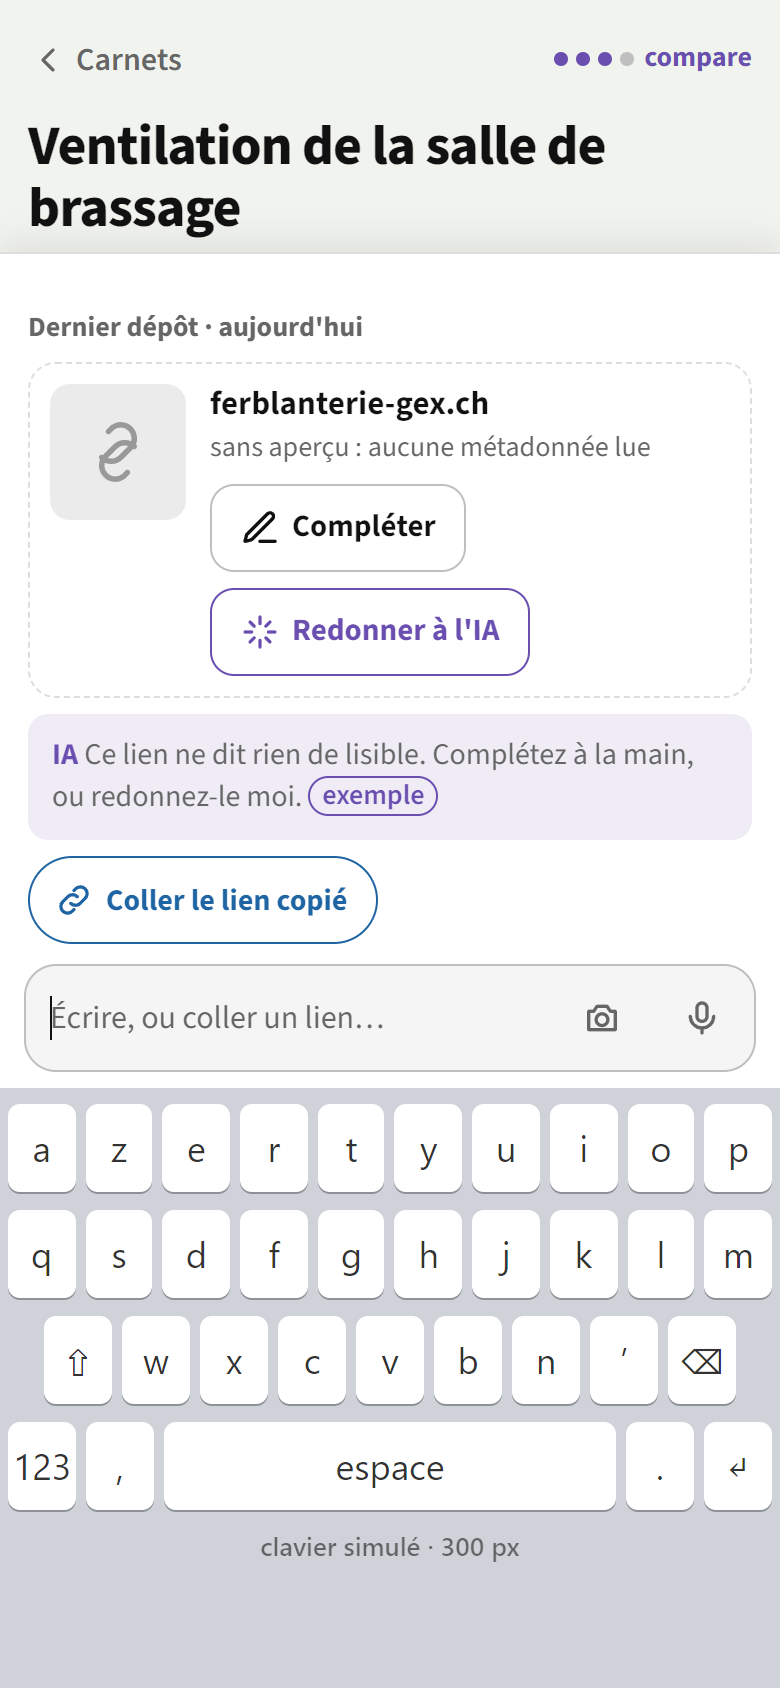 Carnets
compare
Ventilation de la salle de
brassage
Dernier dépôt · aujourd'hui
ferblanterie-gex.ch
sans aperçu : aucune métadonnée lue
Compléter
Redonner à l'IA
IA Ce lien ne dit rien de lisible. Complétez à la main,
ou redonnez-le moi. exemple
Coller le lien copié
Écrire, ou coller un lien…
a z e r t y u i o p
q s d f g h j k l m
⇧ w x c v b n ' ⌫
123 , espace . ↵
clavier simulé · 300 px